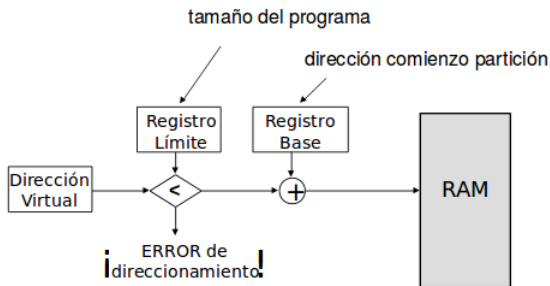 tamaño del programa
dirección comienzo partición
Registro
Límite
Registro
Base
Dirección
Virtual
<
+
RAM
ERROR de
¡direccionamiento!